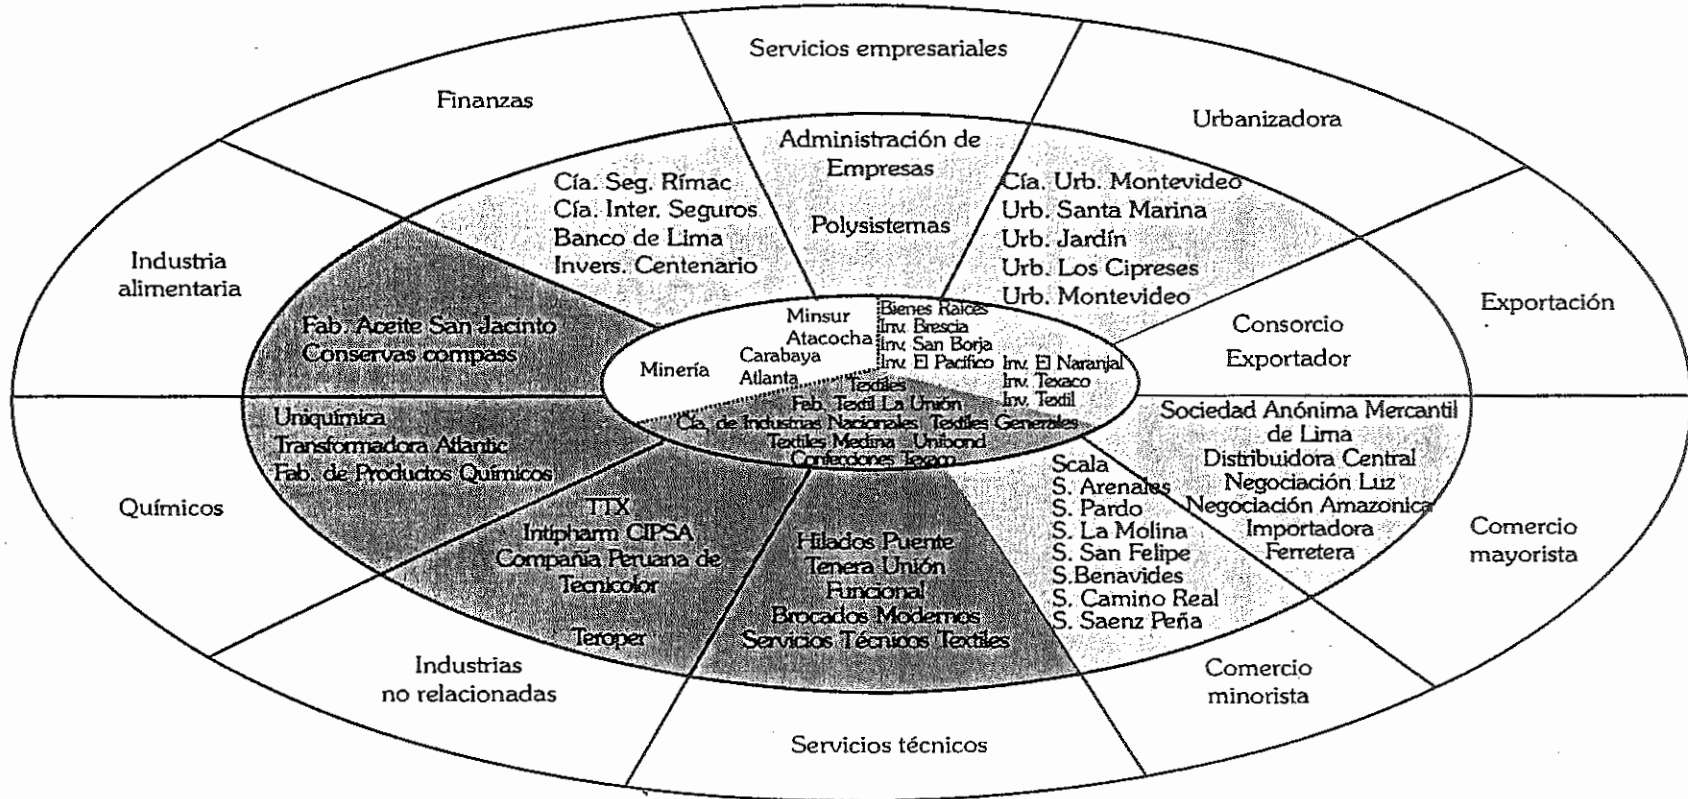 Servicios empresariales
Finanzas
Urbanizadora
Administración de
Empresas
Polysistemas
Cía. Seg. Rímac
Cía. Inter. Seguros
Banco de Lima
Invers. Centenario
Cía. Urb. Montevideo
Urb. Santa Marina
Urb. Jardín
Urb. Los Cipreses
Urb. Montevideo
Industria
alimentaria
Fab. Aceite San Jacinto
Conservas compass
Exportación
Consorcio
Exportador
Minería
Minsur
Atacocha
Carabaya
Atlanta
Bienes Raíces
Inv. Brescia
Inv. San Borja
Inv. El Pacífico
Inv. El Naranjal
Inv. Texaco
Inv. Textil
Textiles
Fab. Textil La Unión
Cía. de Industrias Nacionales Textiles Generales
Textiles Medina Unibond
Confecciones Texaco
Químicos
Uniquímica
Transformadora Atlantic
Fab. de Productos Químicos
Sociedad Anónima Mercantil
de Lima
Distribuidora Central
Negociación Luz
Negociación Amazonica
Importadora
Ferretera
Comercio
mayorista
TTX
Intipharm CIPSA
Compañía Peruana de
Tecnicolor
Teroper
Industrias
no relacionadas
Hilados Puente
Tenera Unión
Funcional
Brocados Modernos
Servicios Técnicos Textiles
Servicios técnicos
Scala
S. Arenales
S. Pardo
S. La Molina
S. San Felipe
S.Benavides
S. Camino Real
S. Saenz Peña
Comercio
minorista